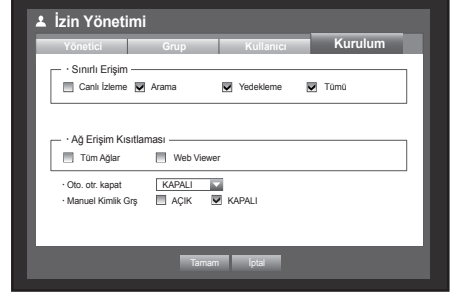 İzin Yönetimi
Yönetici Grup Kullanıcı Kurulum
· Sınırlı Erişim
Canlı İzleme Arama Yedekleme Tümü
· Ağ Erişim Kısıtlaması
Tüm Ağlar Web Viewer
· Oto. otr. kapat KAPALI
· Manuel Kimlik Grş AÇIK KAPALI
Tamam İptal